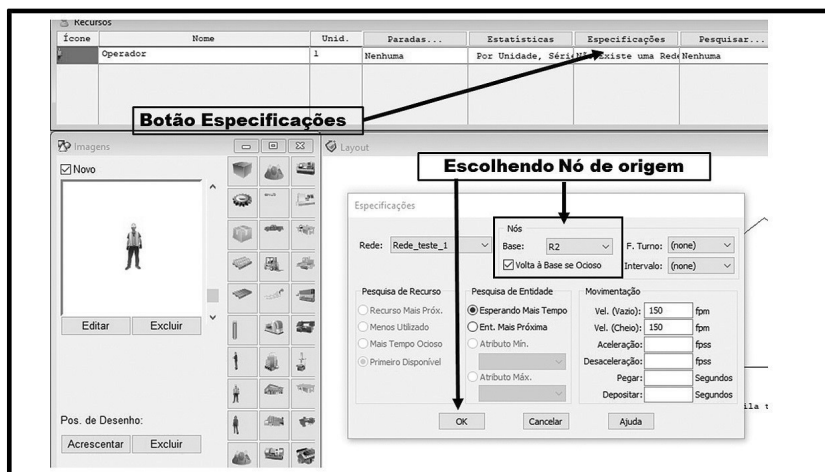 Recursos
Ícone Nome Unid. Paradas... Estatísticas Especificações Pesquisar...
Operador 1 Nenhuma Por Unidade, Séri Não Existe uma Rede Nenhuma
Botão Especificações
Imagens
Layout
Novo
Escolhendo Nó de origem
Especificações
Nós
Rede: Rede_teste_1 Base: R2 F. Turno: (none)
Volta à Base se Ocioso Intervalo: (none)
Pesquisa de Recurso Pesquisa de Entidade Movimentação
Recurso Mais Próx. Esperando Mais Tempo Vel. (Vazio): 150 fpm
Menos Utilizado Ent. Mais Próxima Vel. (Cheio): 150 fpm
Mais Tempo Ocioso Atributo Mín. Aceleração: fpss
Primeiro Disponível Desaceleração: fpss
Atributo Máx. Pegar: Segundos
Depositar: Segundos
Editar Excluir
OK Cancelar Ajuda
ila t
Pos. de Desenho:
Acrescentar Excluir